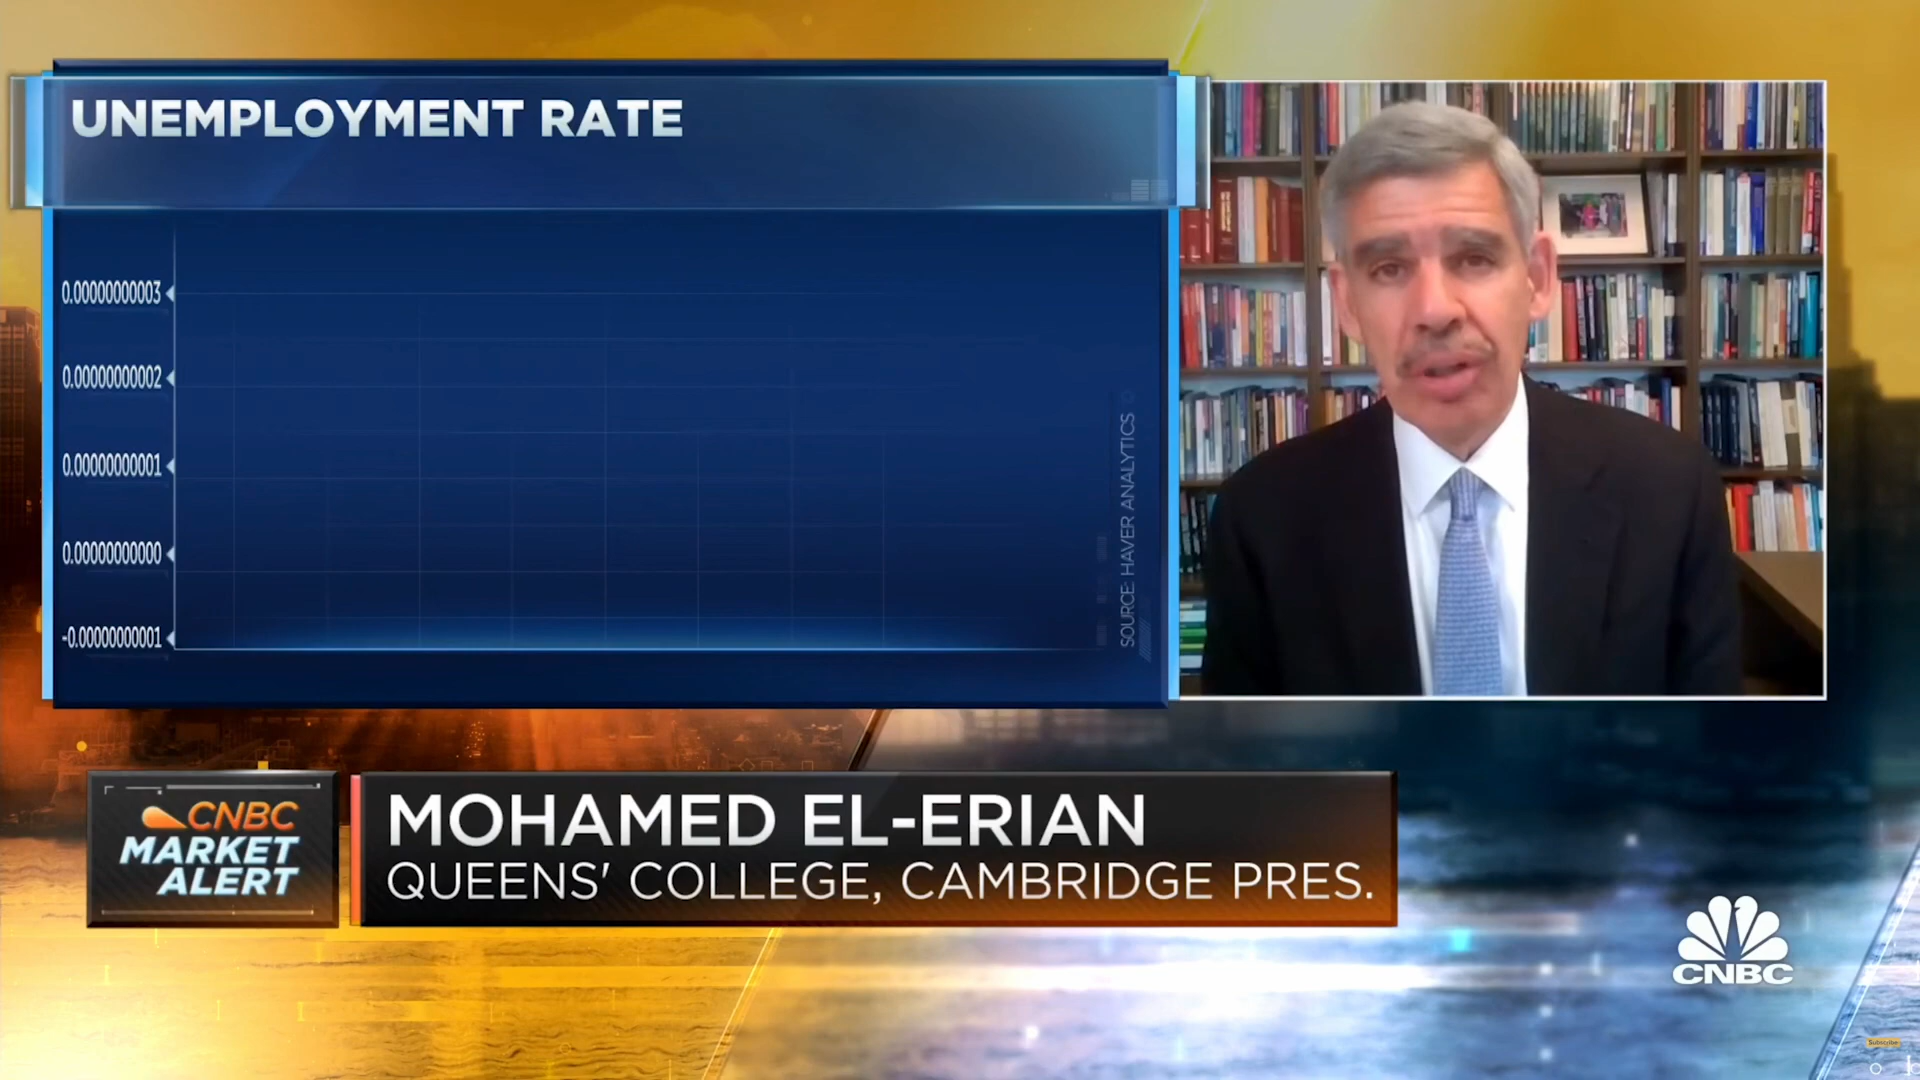 UNEMPLOYMENT RATE
0.00000000003
0.00000000002
0.00000000001
0.00000000000
-0.00000000001
SOURCE: HAVER ANALYTICS
CNBC
MARKET
ALERT
MOHAMED EL-ERIAN
QUEENS' COLLEGE, CAMBRIDGE PRES.
CNBC
Subscribe